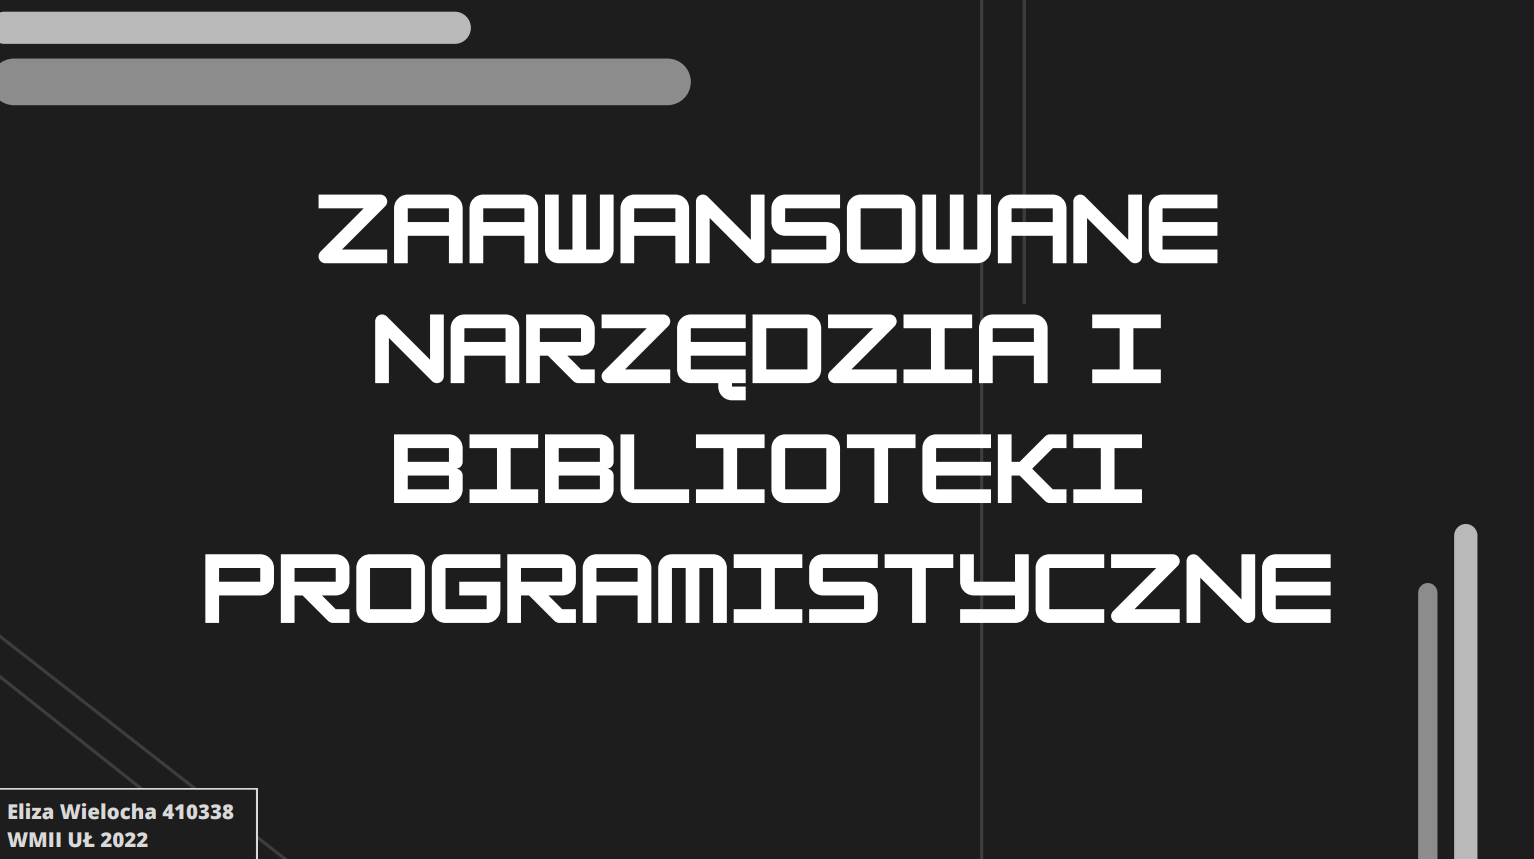 ZAAWANSOWANE
NARZĘDZIA I
BIBLIOTEKI
PROGRAMISTYCZNE
Eliza Wielocha 410338
WMII UŁ 2022